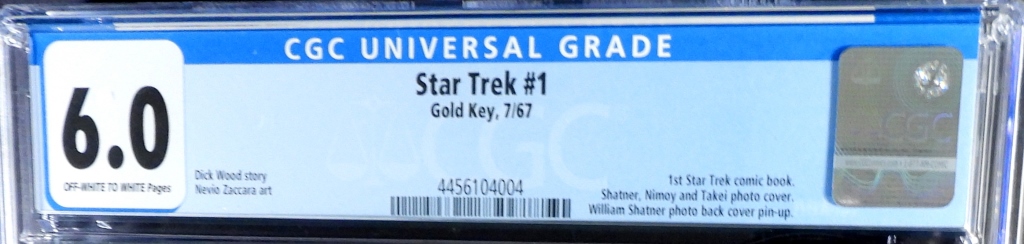 CGC UNIVERSAL GRADE
6.0
OFF-WHITE TO WHITE Pages
Star Trek #1
Gold Key, 7/67
Dick Wood story
Nevio Zaccara art
4456104004
1st Star Trek comic book.
Shatner, Nimoy and Takei photo cover.
William Shatner photo back cover pin-up.
CGC
CGC